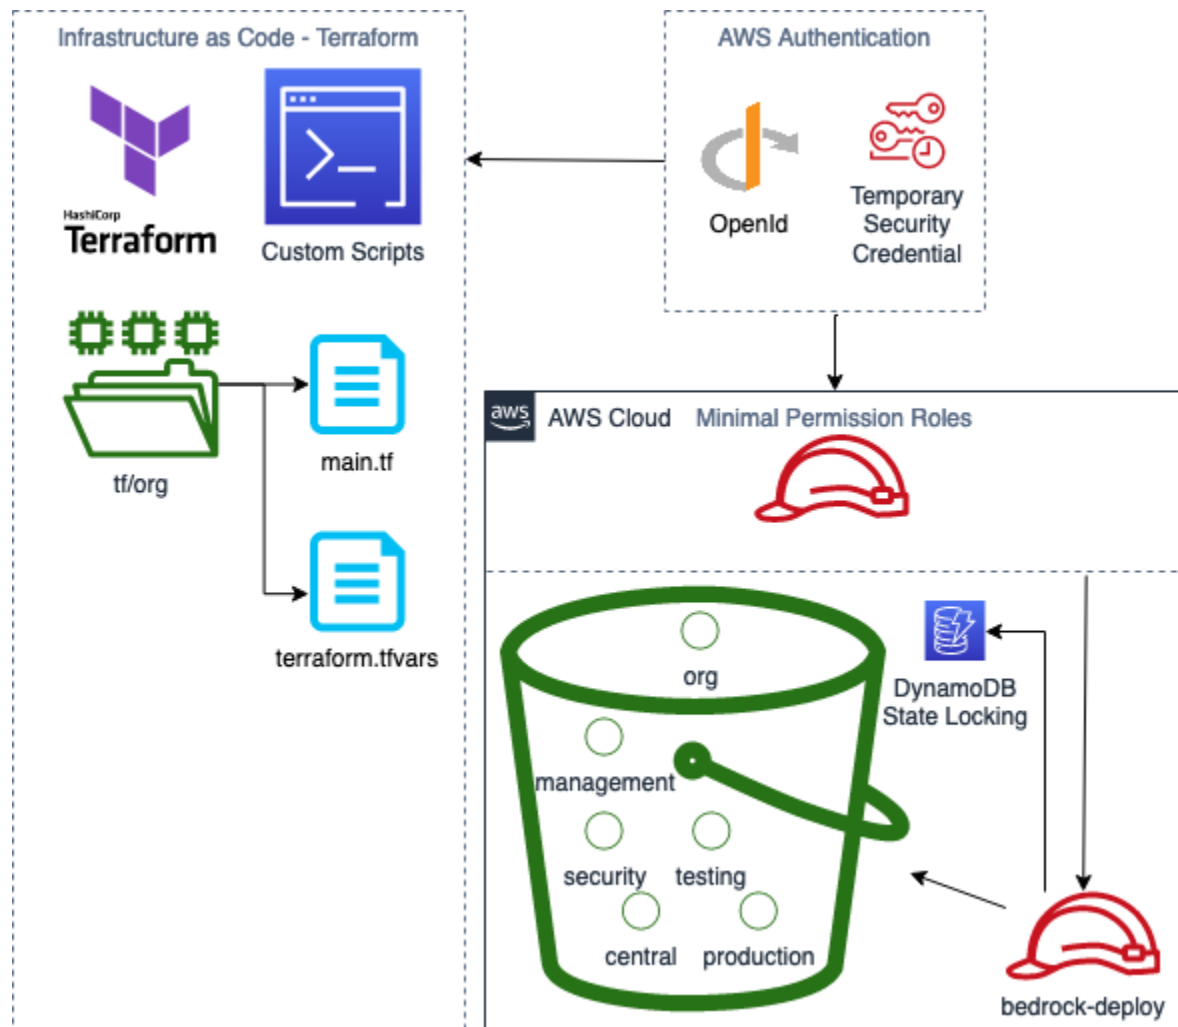 Infrastructure as Code - Terraform
HashiCorp
Terraform
Custom Scripts
tf/org
main.tf
terraform.tfvars
AWS Authentication
OpenId
Temporary
Security
Credential
aws
AWS Cloud
Minimal Permission Roles
org
management
security
testing
central
production
DynamoDB
State Locking
bedrock-deploy